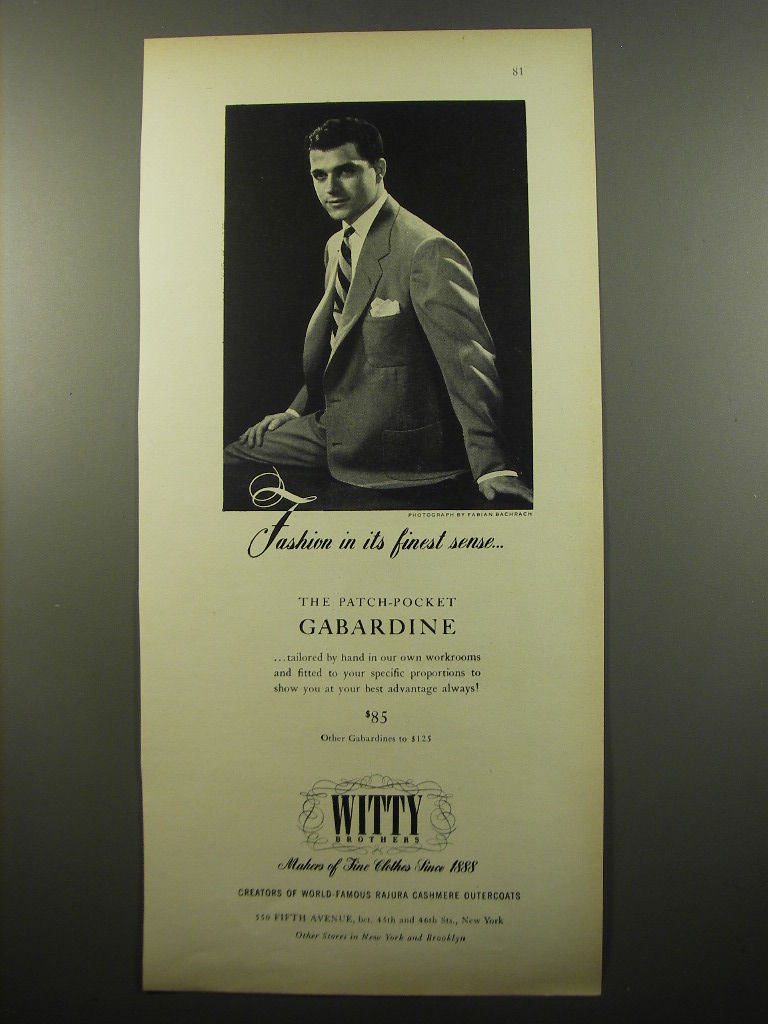 81
PHOTOGRAPH BY FABIAN BACHRACH
Fashion in its finest sense...
THE PATCH-POCKET
GABARDINE
...tailored by hand in our own workrooms
and fitted to your specific proportions to
show you at your best advantage always!
$85
Other Gabardines to $125
WITTY
BROTHERS
Makers of Fine Clothes Since 1888
CREATORS OF WORLD-FAMOUS RAJURA CASHMERE OUTERCOATS
550 FIFTH AVENUE, bet. 45th and 46th Sts., New York
Other Stores in New York and Brooklyn